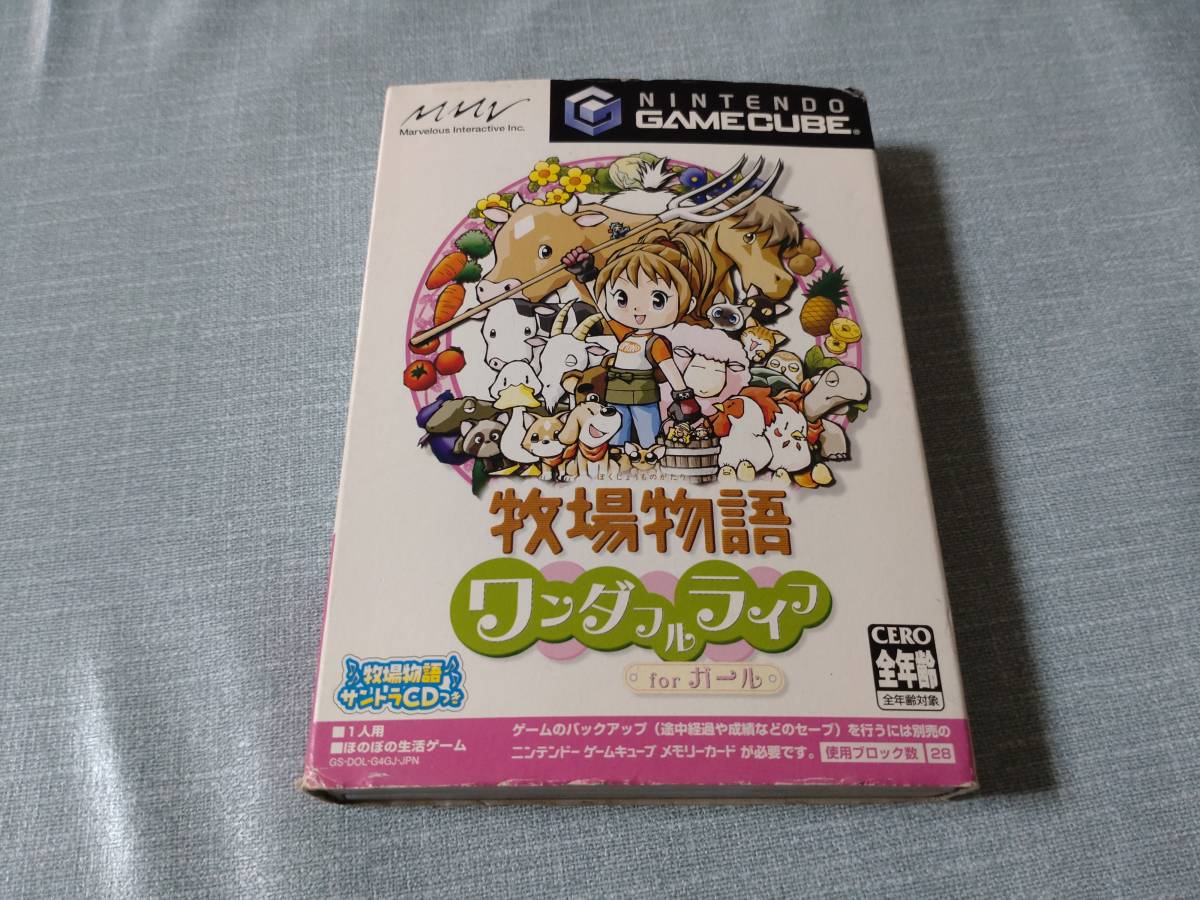 MMV
Marvelous Interactive Inc.
NINTENDO
GAMECUBE®
ぼくじょうものがたり
牧場物語
ワンダフルライフ
for ガール
牧場物語
サントラCDつき
CERO
全年齢
全年齢対象
■1人用
■ほのぼの生活ゲーム
GS-DOL-G4GJ-JPN
ゲームのバックアップ（途中経過や成績などのセーブ）を行うには別売の
ニンテンドーゲームキューブ メモリーカード が必要です。 使用ブロック数 28